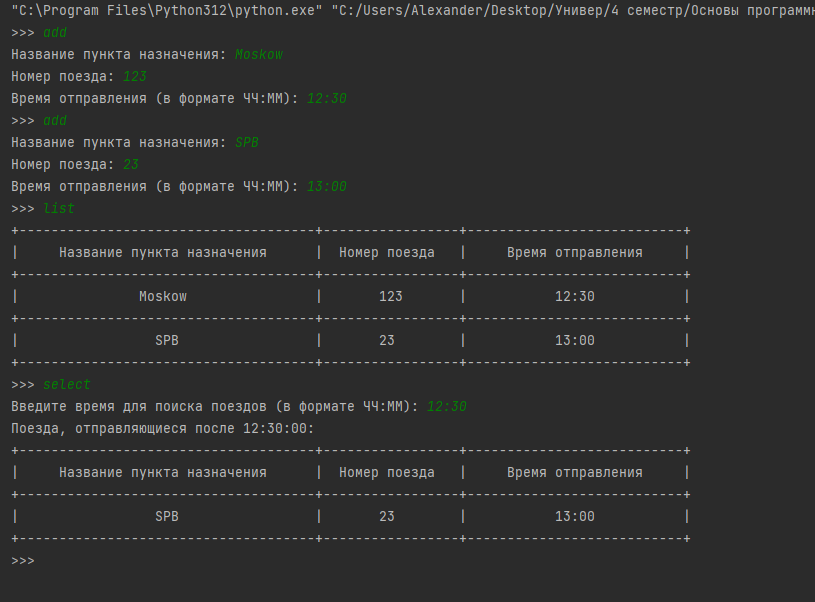 "C:\Program Files\Python312\python.exe" "C:/Users/Alexander/Desktop/Универ/4 семестр/Основы
>>> add
Название пункта назначения: Moskow
Номер поезда: 123
Время отправления (в формате ЧЧ:ММ): 12:30
>>> add
Название пункта назначения: SPB
Номер поезда: 23
Время отправления (в формате ЧЧ:ММ): 13:00
>>> list
+-------------------------------------+-----------------+---------------------------+
|     Название пункта назначения      |  Номер поезда   |     Время отправления     |
+-------------------------------------+-----------------+---------------------------+
|               Moskow                |       123       |           12:30           |
+-------------------------------------+-----------------+---------------------------+
|                 SPB                 |       23        |           13:00           |
+-------------------------------------+-----------------+---------------------------+
>>> select
Введите время для поиска поездов (в формате ЧЧ:ММ): 12:30
Поезда, отправляющиеся после 12:30:00:
+-------------------------------------+-----------------+---------------------------+
|     Название пункта назначения      |  Номер поезда   |     Время отправления     |
+-------------------------------------+-----------------+---------------------------+
|                 SPB                 |       23        |           13:00           |
+-------------------------------------+-----------------+---------------------------+
>>>